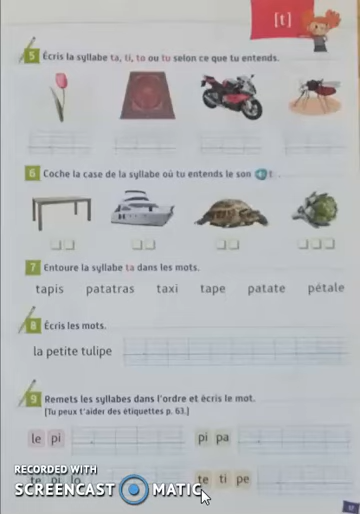 [t]
5 Écris la syllabe ta, ti, to ou tu selon ce que tu entends.
6 Coche la case de la syllabe où tu entends le son t.
7 Entoure la syllabe ta dans les mots.
tapis patatras taxi tape patate pétale
8 Écris les mots.
la petite tulipe
9 Remets les syllabes dans l'ordre et écris le mot.
[Tu peux t'aider des étiquettes p. 63.]
le pi pi pa
RECORDED WITH
te pi lo te ti pe
SCREENCAST MATIC